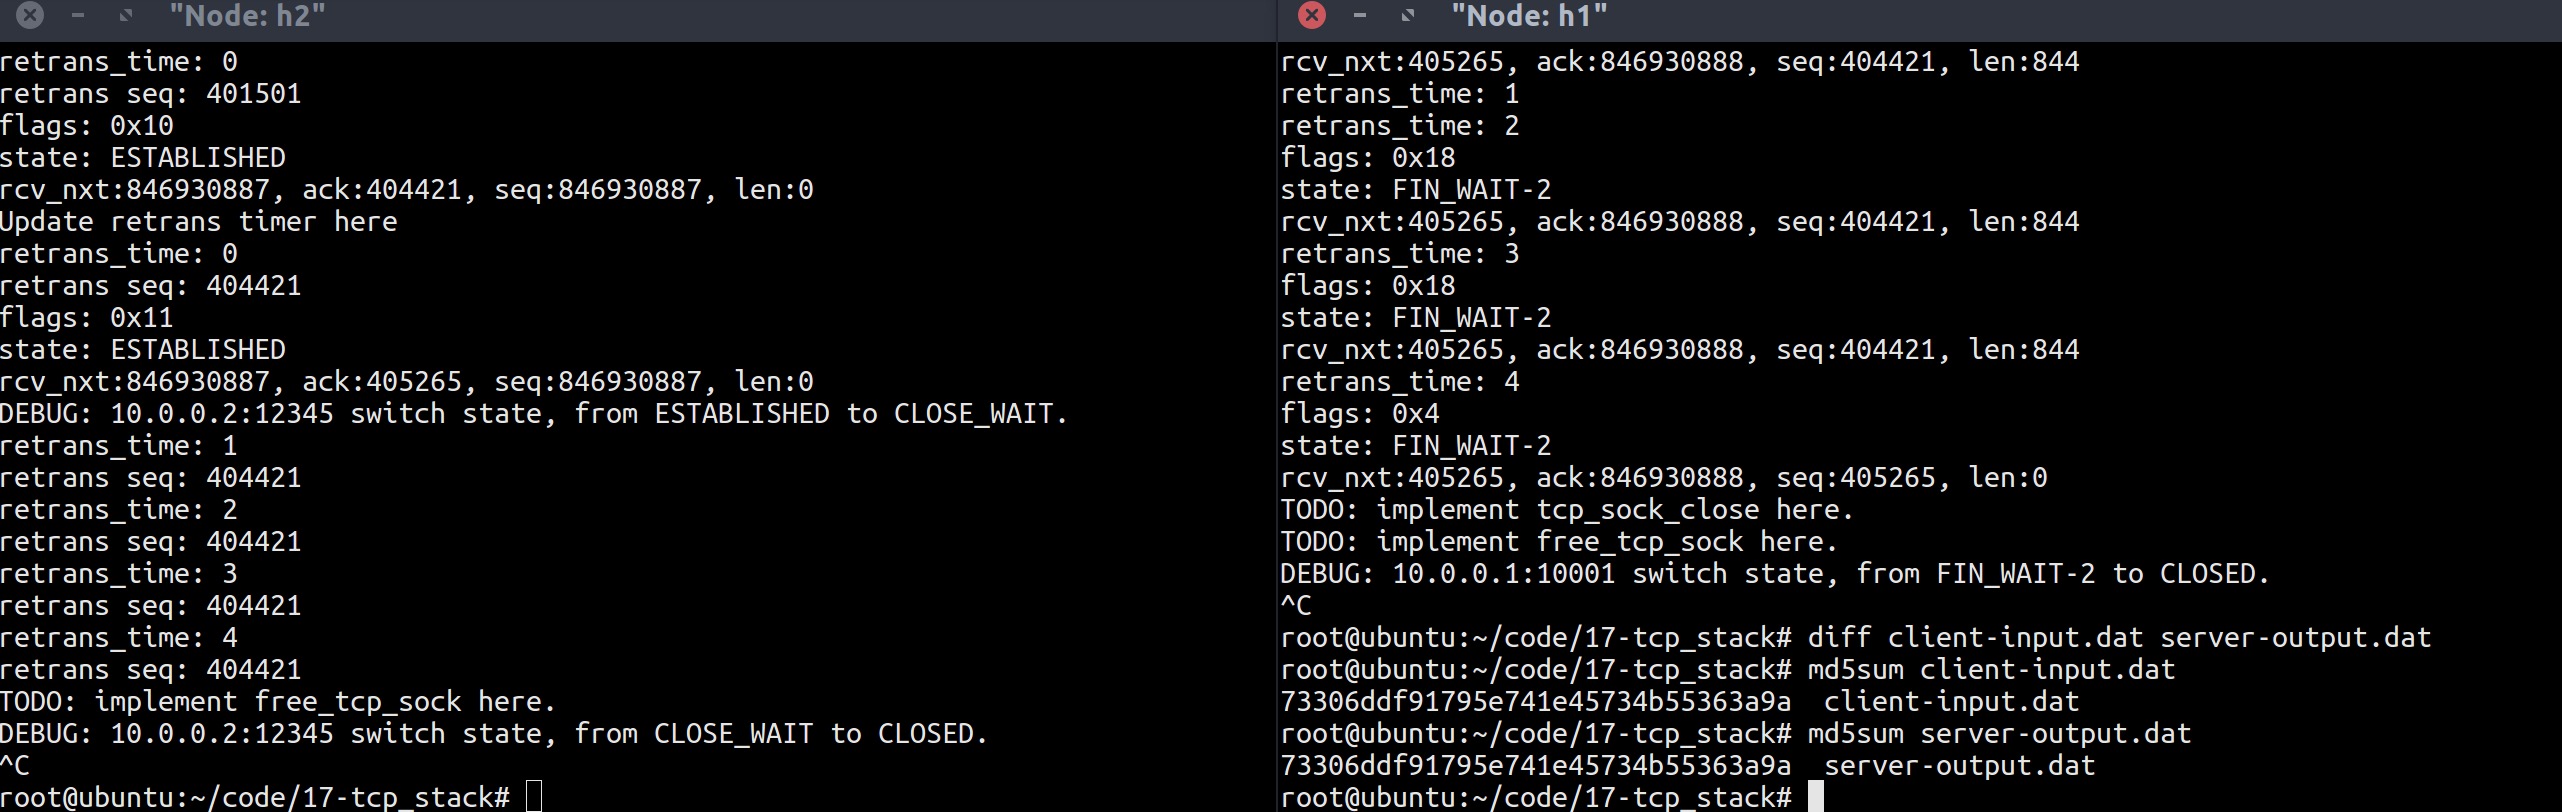 "Node: h2"
retrans_time: 0
retrans seq: 401501
flags: 0x10
state: ESTABLISHED
rcv_nxt:846930887, ack:404421, seq:846930887, len:0
Update retrans timer here
retrans_time: 0
retrans seq: 404421
flags: 0x11
state: ESTABLISHED
rcv_nxt:846930887, ack:405265, seq:846930887, len:0
DEBUG: 10.0.0.2:12345 switch state, from ESTABLISHED to CLOSE_WAIT.
retrans_time: 1
retrans seq: 404421
retrans_time: 2
retrans seq: 404421
retrans_time: 3
retrans seq: 404421
retrans_time: 4
retrans seq: 404421
TODO: implement free_tcp_sock here.
DEBUG: 10.0.0.2:12345 switch state, from CLOSE_WAIT to CLOSED.
^C
root@ubuntu:~/code/17-tcp_stack#
"Node: h1"
rcv_nxt:405265, ack:846930888, seq:404421, len:844
retrans_time: 1
retrans_time: 2
flags: 0x18
state: FIN_WAIT-2
rcv_nxt:405265, ack:846930888, seq:404421, len:844
retrans_time: 3
flags: 0x18
state: FIN_WAIT-2
rcv_nxt:405265, ack:846930888, seq:404421, len:844
retrans_time: 4
flags: 0x4
state: FIN_WAIT-2
rcv_nxt:405265, ack:846930888, seq:405265, len:0
TODO: implement tcp_sock_close here.
TODO: implement free_tcp_sock here.
DEBUG: 10.0.0.1:10001 switch state, from FIN_WAIT-2 to CLOSED.
^C
root@ubuntu:~/code/17-tcp_stack# diff client-input.dat server-output.dat
root@ubuntu:~/code/17-tcp_stack# md5sum client-input.dat
73306ddf91795e741e45734b55363a9a  client-input.dat
root@ubuntu:~/code/17-tcp_stack# md5sum server-output.dat
73306ddf91795e741e45734b55363a9a  server-output.dat
root@ubuntu:~/code/17-tcp_stack#